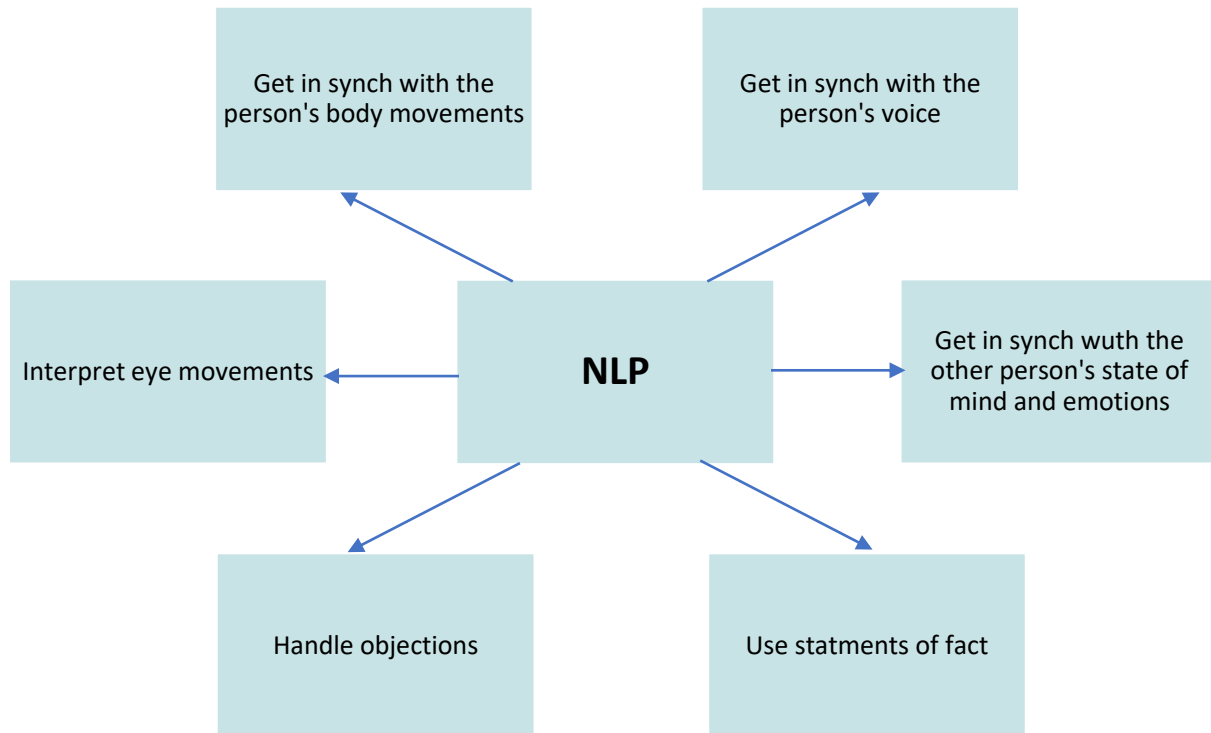 Get in synch with the
person's body movements
Get in synch with the
person's voice
Interpret eye movements
NLP
Get in synch wuth the
other person's state of
mind and emotions
Handle objections
Use statments of fact